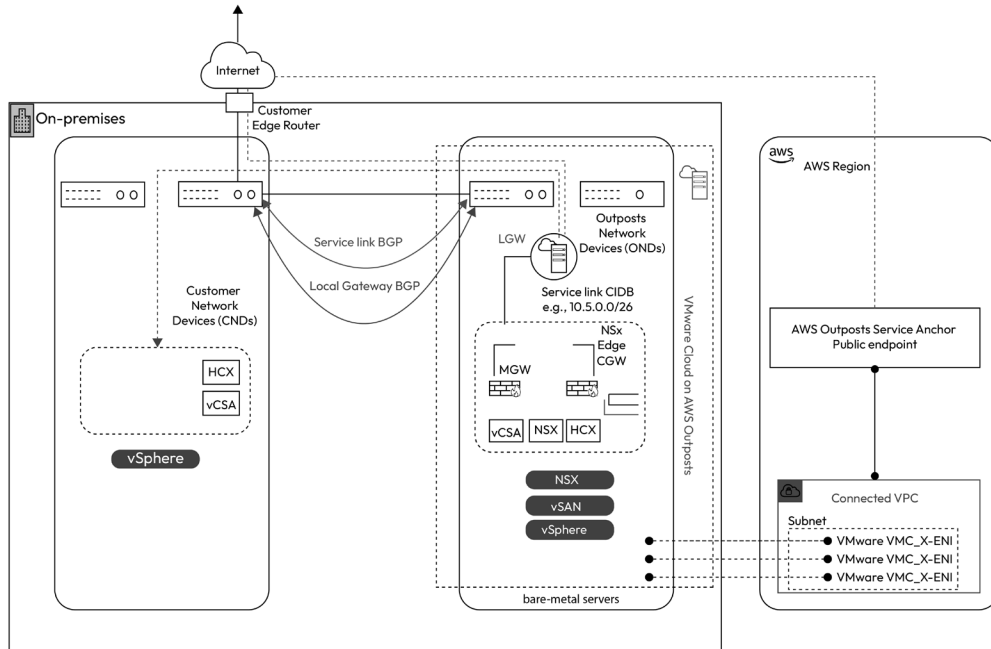 Internet
On-premises
Customer
Edge Router
aws
AWS Region
Service link BGP
Local Gateway BGP
LGW
Outposts
Network
Devices (ONDs)
Customer
Network
Devices (CNDs)
Service link CIDB
e.g., 10.5.0.0/26
HCX
vCSA
vSphere
NSx
Edge
CGW
MGW
vCSA
NSX
HCX
NSX
vSAN
vSphere
bare-metal servers
VMware Cloud on AWS Outposts
AWS Outposts Service Anchor
Public endpoint
Connected VPC
Subnet
VMware VMC_X-ENI
VMware VMC_X-ENI
VMware VMC_X-ENI